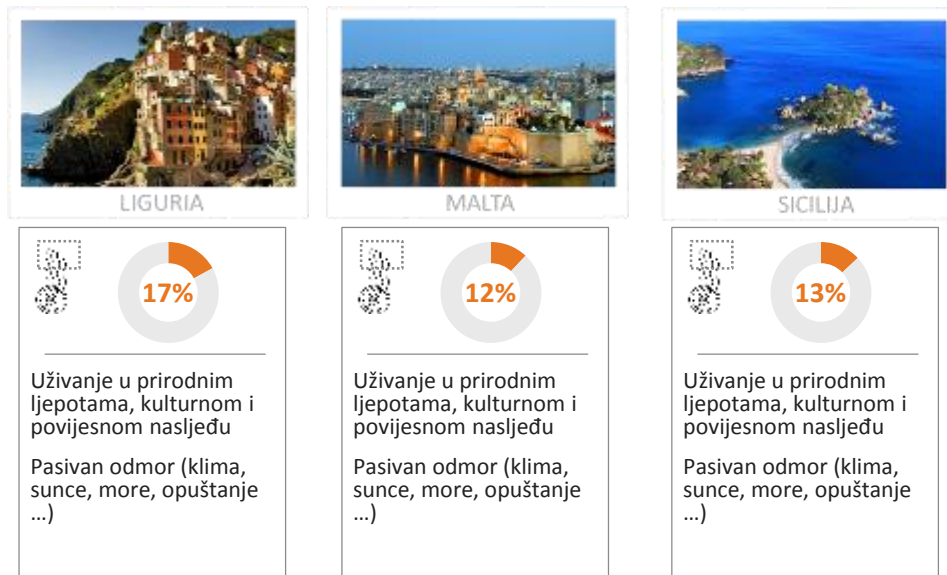 LIGURIA
MALTA
SICILIJA
17%
12%
13%
Uživanje u prirodnim
ljepotama, kulturnom i
povijesnom nasljeđu
Pasivan odmor (klima,
sunce, more, opuštanje
...)
Uživanje u prirodnim
ljepotama, kulturnom i
povijesnom nasljeđu
Pasivan odmor (klima,
sunce, more, opuštanje
...)
Uživanje u prirodnim
ljepotama, kulturnom i
povijesnom nasljeđu
Pasivan odmor (klima,
sunce, more, opuštanje
...)